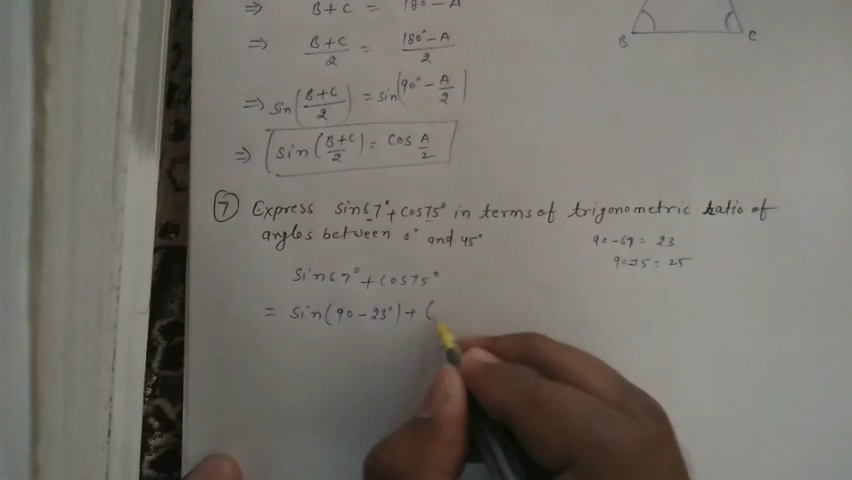 ⇒ B+C = 180 - A
⇒ B+C/2 = 180° - A/2
⇒ sin(B+C/2) = sin(90° - A/2)
⇒ sin(B+C/2) = Cos A/2
B C
7 Express sin67° + cos75° in terms of trigonometric ratio of
angles between 0° and 45°
90-67 = 23
90-75 = 25
Sin67° + Cos75°
= Sin(90 - 23°) + (